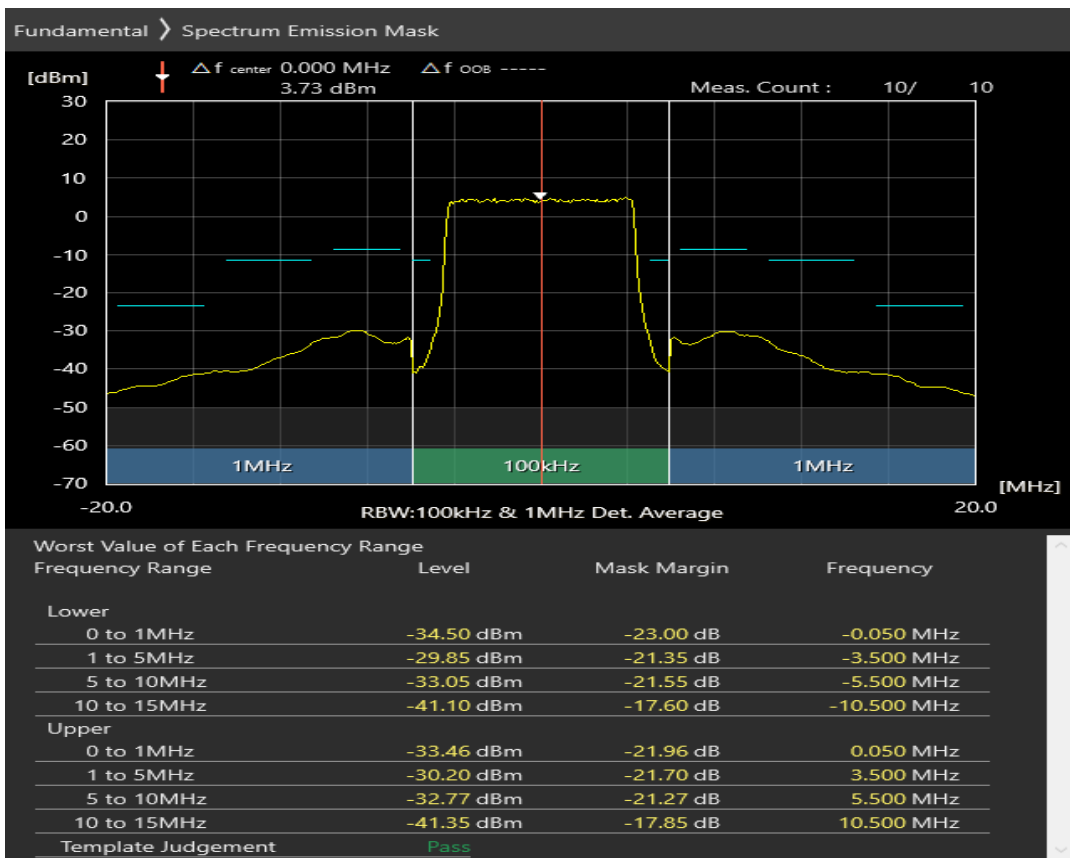 Fundamental 》 Spectrum Emission Mask
[dBm]
△f center 0.000 MHz △f OOB -----
3.73 dBm
Meas. Count : 10/ 10
30
20
10
0
-10
-20
-30
-40
-50
-60
-70
1MHz 100kHz 1MHz
[MHz]
-20.0 RBW:100kHz & 1MHz Det. Average 20.0
Worst Value of Each Frequency Range
Frequency Range Level Mask Margin Frequency
Lower
0 to 1MHz -34.50 dBm -23.00 dB -0.050 MHz
1 to 5MHz -29.85 dBm -21.35 dB -3.500 MHz
5 to 10MHz -33.05 dBm -21.55 dB -5.500 MHz
10 to 15MHz -41.10 dBm -17.60 dB -10.500 MHz
Upper
0 to 1MHz -33.46 dBm -21.96 dB 0.050 MHz
1 to 5MHz -30.20 dBm -21.70 dB 3.500 MHz
5 to 10MHz -32.77 dBm -21.27 dB 5.500 MHz
10 to 15MHz -41.35 dBm -17.85 dB 10.500 MHz
Template Judgement Pass